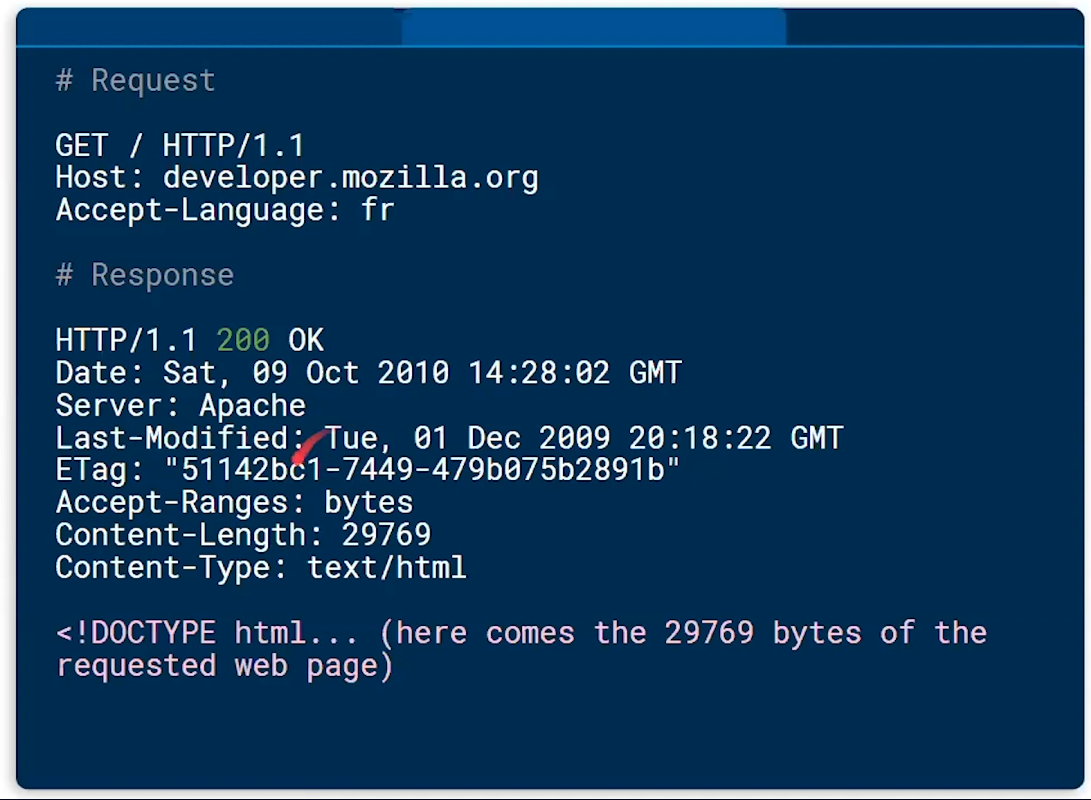 # Request
GET / HTTP/1.1
Host: developer.mozilla.org
Accept-Language: fr
# Response
HTTP/1.1 200 OK
Date: Sat, 09 Oct 2010 14:28:02 GMT
Server: Apache
Last-Modified: Tue, 01 Dec 2009 20:18:22 GMT
ETag: "51142bc1-7449-479b075b2891b"
Accept-Ranges: bytes
Content-Length: 29769
Content-Type: text/html
<!DOCTYPE html... (here comes the 29769 bytes of the
requested web page)